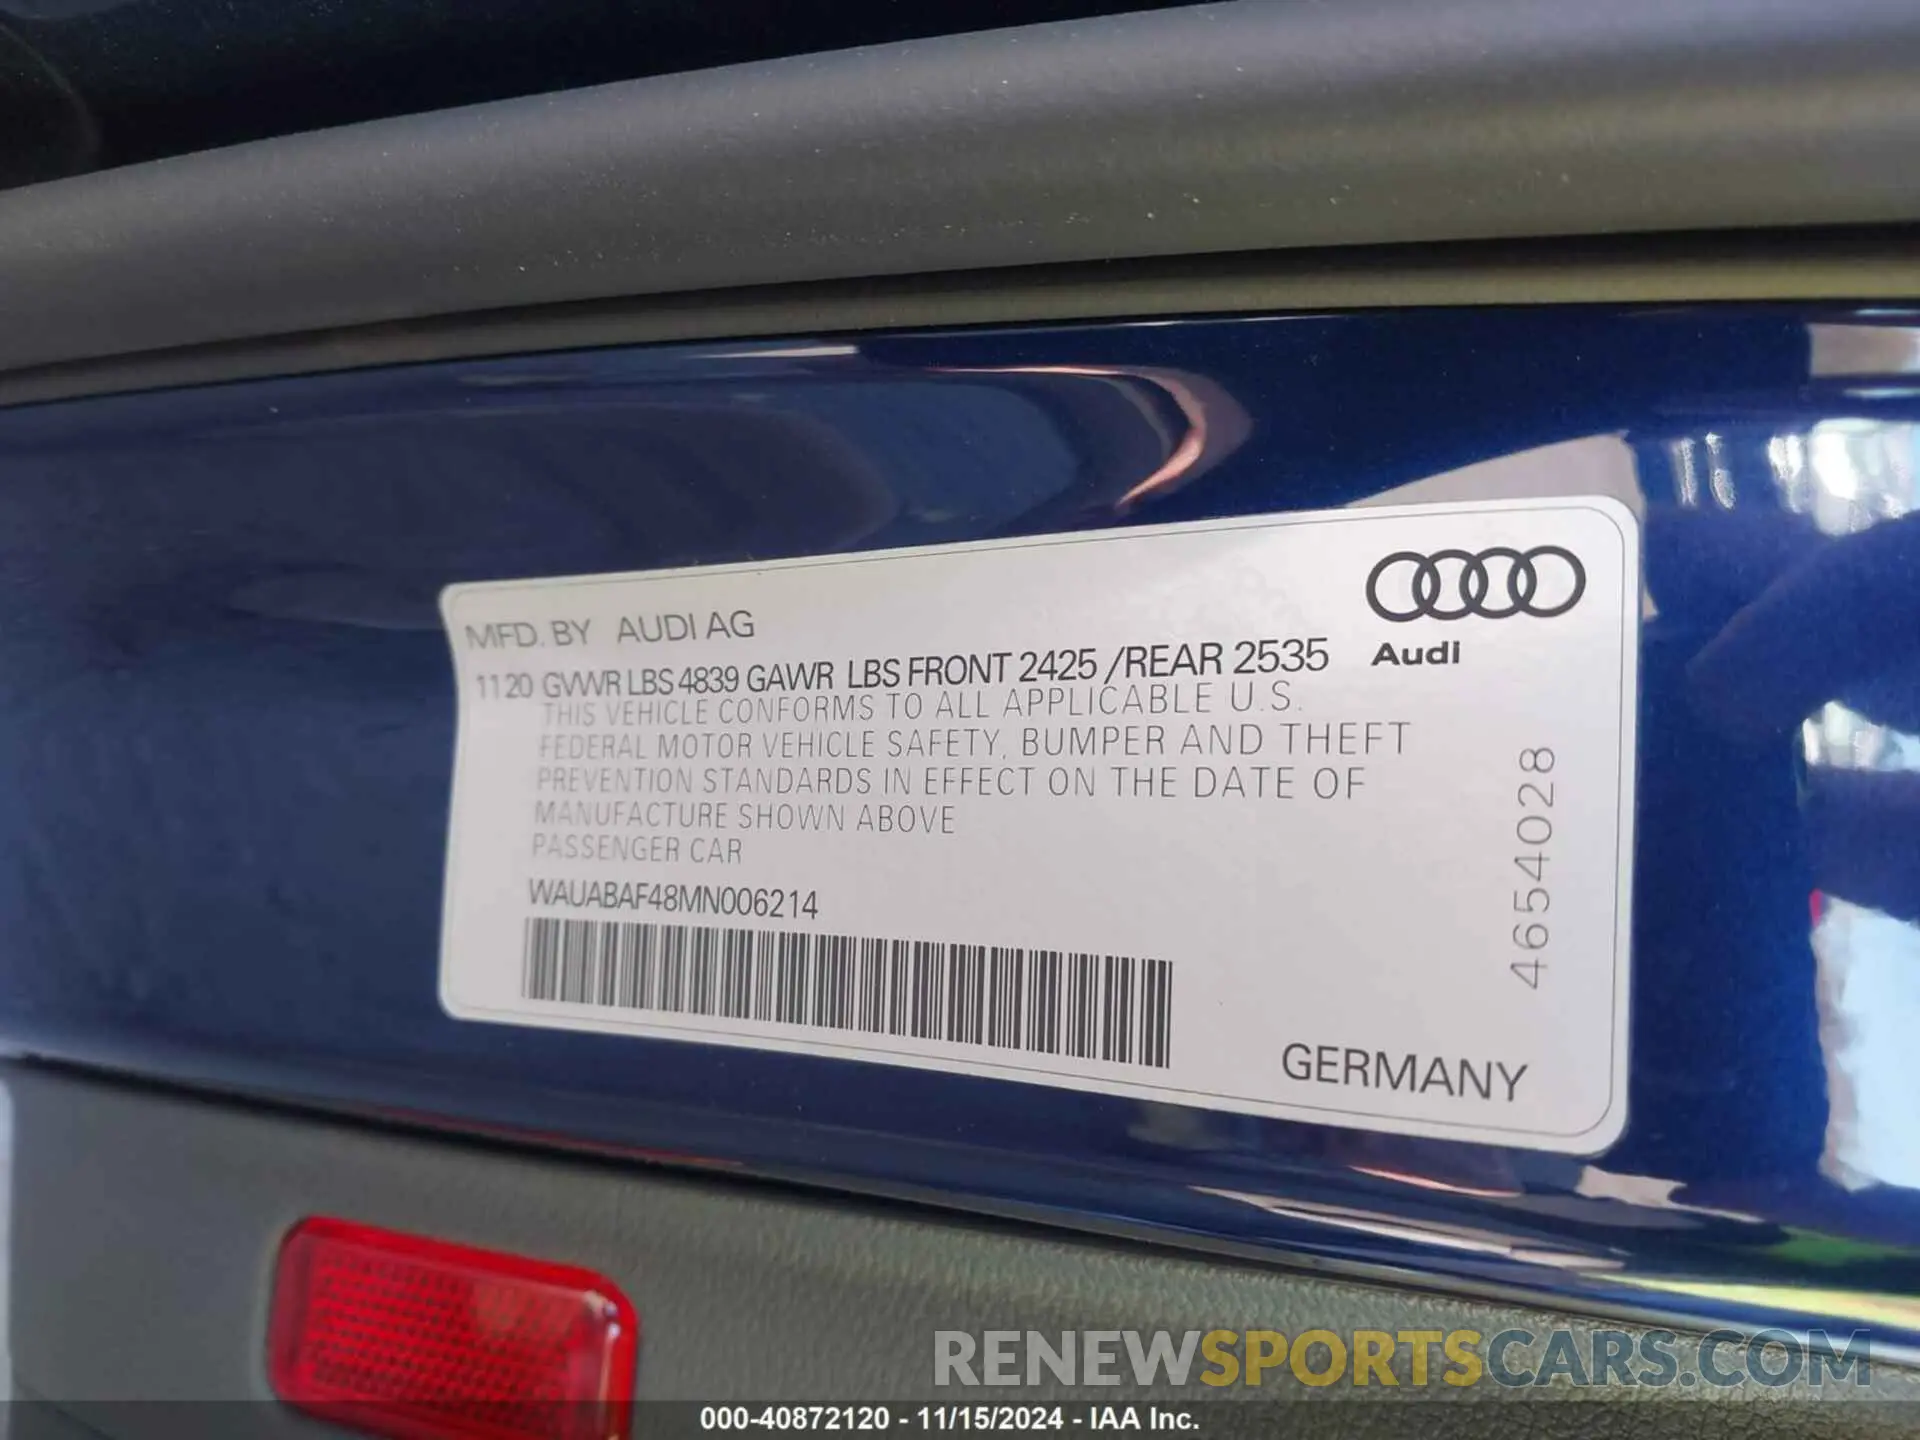 MFD. BY AUDI AG
Audi
1120 GVWR LBS 4839 GAWR LBS FRONT 2425 /REAR 2535
THIS VEHICLE CONFORMS TO ALL APPLICABLE U.S.
FEDERAL MOTOR VEHICLE SAFETY, BUMPER AND THEFT
PREVENTION STANDARDS IN EFFECT ON THE DATE OF
MANUFACTURE SHOWN ABOVE
PASSENGER CAR
WAUABAF48MN006214
4654028
GERMANY
RENEWSPORTSCARS.COM
000-40872120 - 11/15/2024 - IAA Inc.